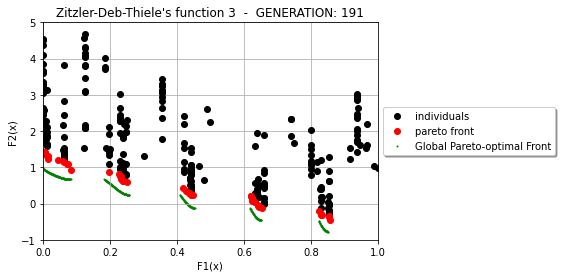 Zitzler-Deb-Thiele's function 3 - GENERATION: 191
5
4
3
2
1
0
−1
F2(x)
0.0 0.2 0.4 0.6 0.8 1.0
F1(x)
individuals
pareto front
Global Pareto-optimal Front